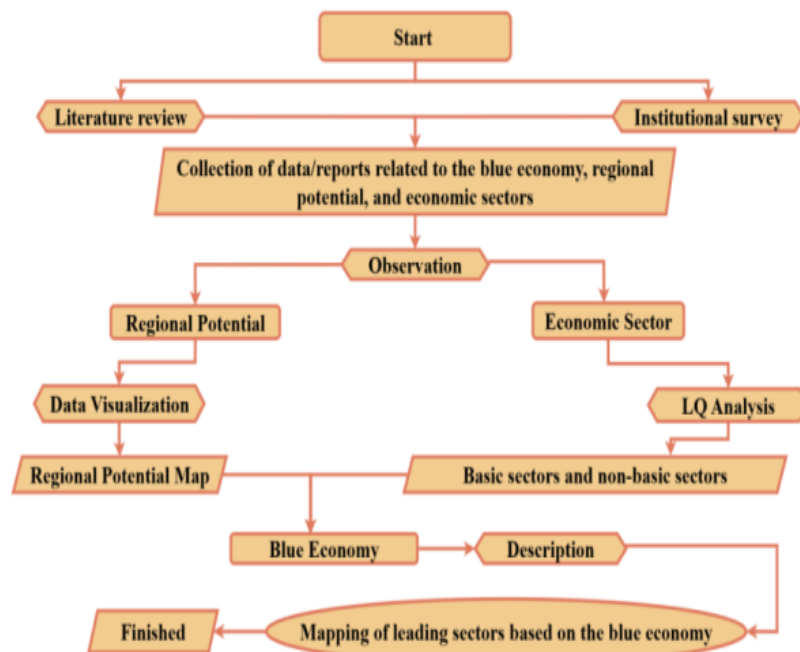 Start
Literature review
Institutional survey
Collection of data/reports related to the blue economy, regional
potential, and economic sectors
Observation
Regional Potential
Economic Sector
Data Visualization
LQ Analysis
Regional Potential Map
Basic sectors and non-basic sectors
Blue Economy
Description
Finished
Mapping of leading sectors based on the blue economy